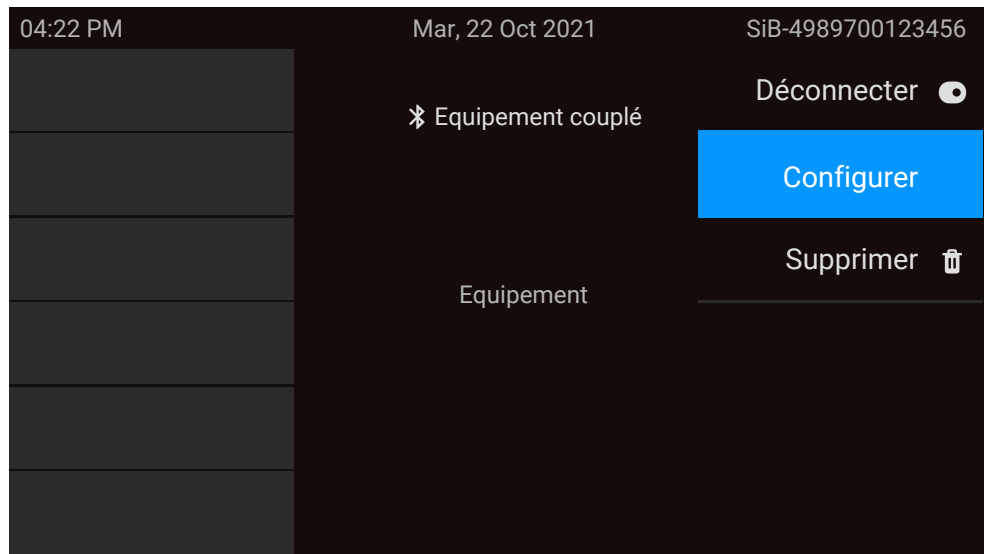 04:22 PM Mar, 22 Oct 2021 SiB-4989700123456
Déconnecter
Equipement couplé
Configurer
Supprimer
Equipement